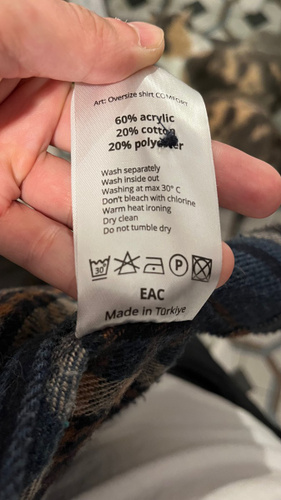 Art: Oversize shirt COMFORT
60% acrylic
20% cotton
20% polyester
Wash separately
Wash inside out
Washing at max 30° C
Don't bleach with chlorine
Warm heat ironing
Dry clean
Do not tumble dry
30° P
EAC
Made in Türkiye